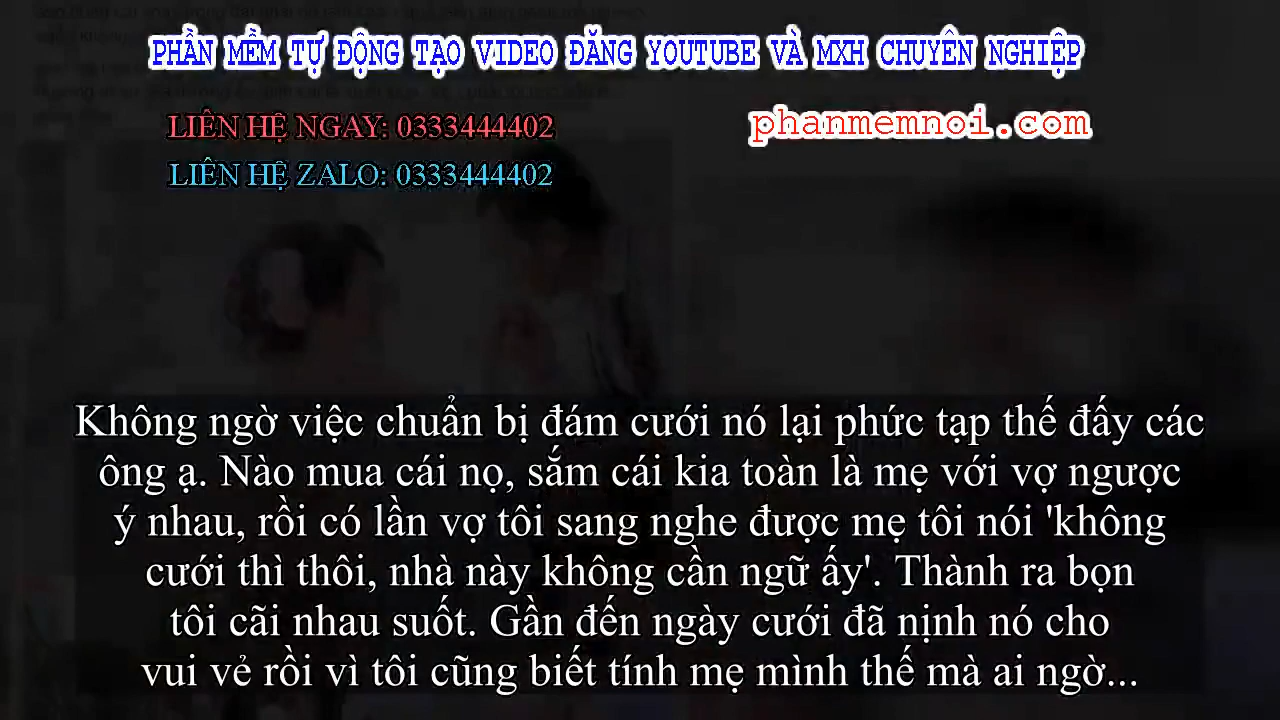 PHẦN MỀM TỰ ĐỘNG TẠO VIDEO ĐĂNG YOUTUBE VÀ MXH CHUYÊN NGHIỆP
LIÊN HỆ NGAY: 0333444402
phanmemnoi.com
LIÊN HỆ ZALO: 0333444402
Không ngờ việc chuẩn bị đám cưới nó lại phức tạp thế đấy các
ông ạ. Nào mua cái nọ, sắm cái kia toàn là mẹ với vợ ngược
ý nhau, rồi có lần vợ tôi sang nghe được mẹ tôi nói 'không
cưới thì thôi, nhà này không cần ngữ ấy'. Thành ra bọn
tôi cãi nhau suốt. Gần đến ngày cưới đã nịnh nó cho
vui vẻ rồi vì tôi cũng biết tính mẹ mình thế mà ai ngờ...